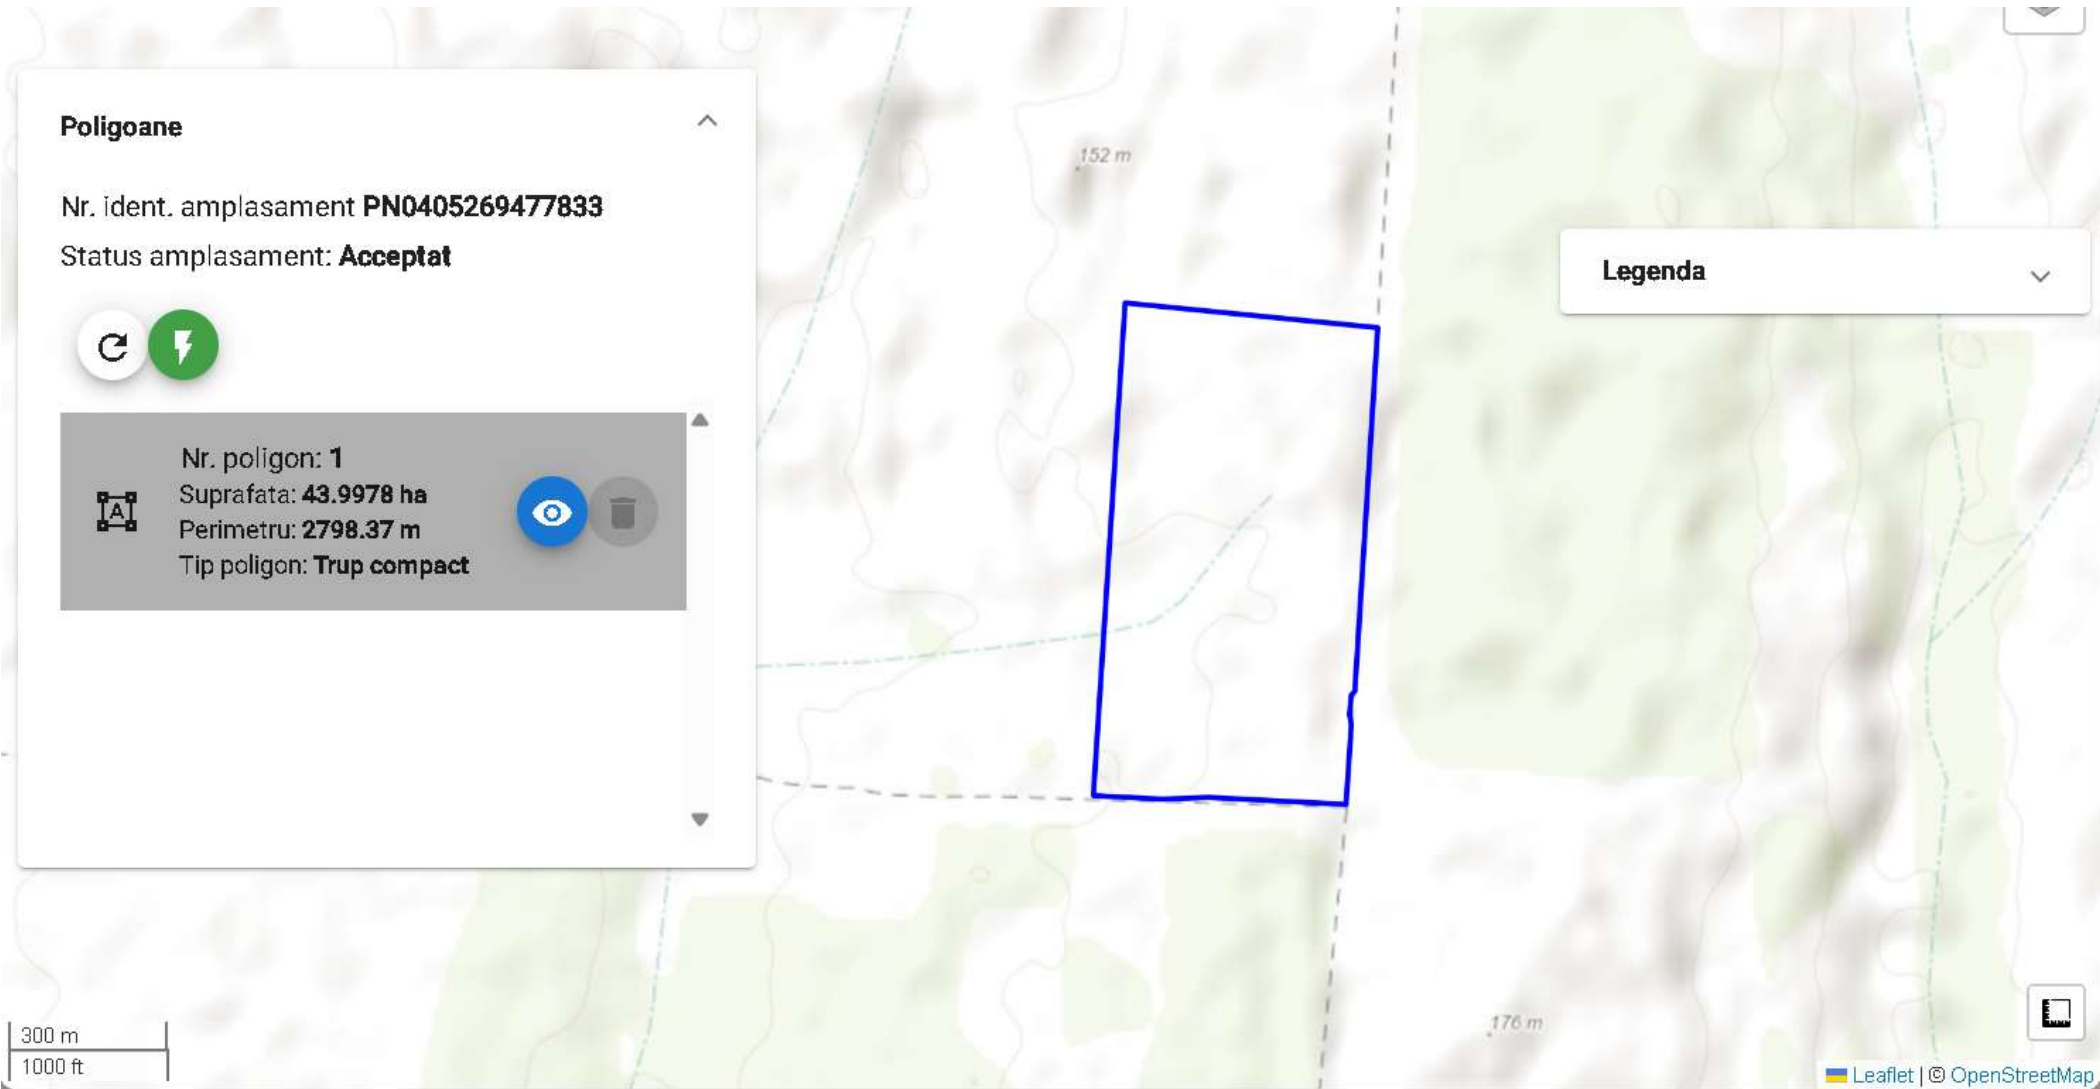 Poligoane
Nr. ident. amplasament PN0405269477833
Status amplasament: Acceptat
A
Nr. poligon: 1
Suprafata: 43.9978 ha
Perimetru: 2798.37 m
Tip poligon: Trup compact
152 m
Legenda
176 m
300 m
1000 ft
Leaflet | © OpenStreetMap